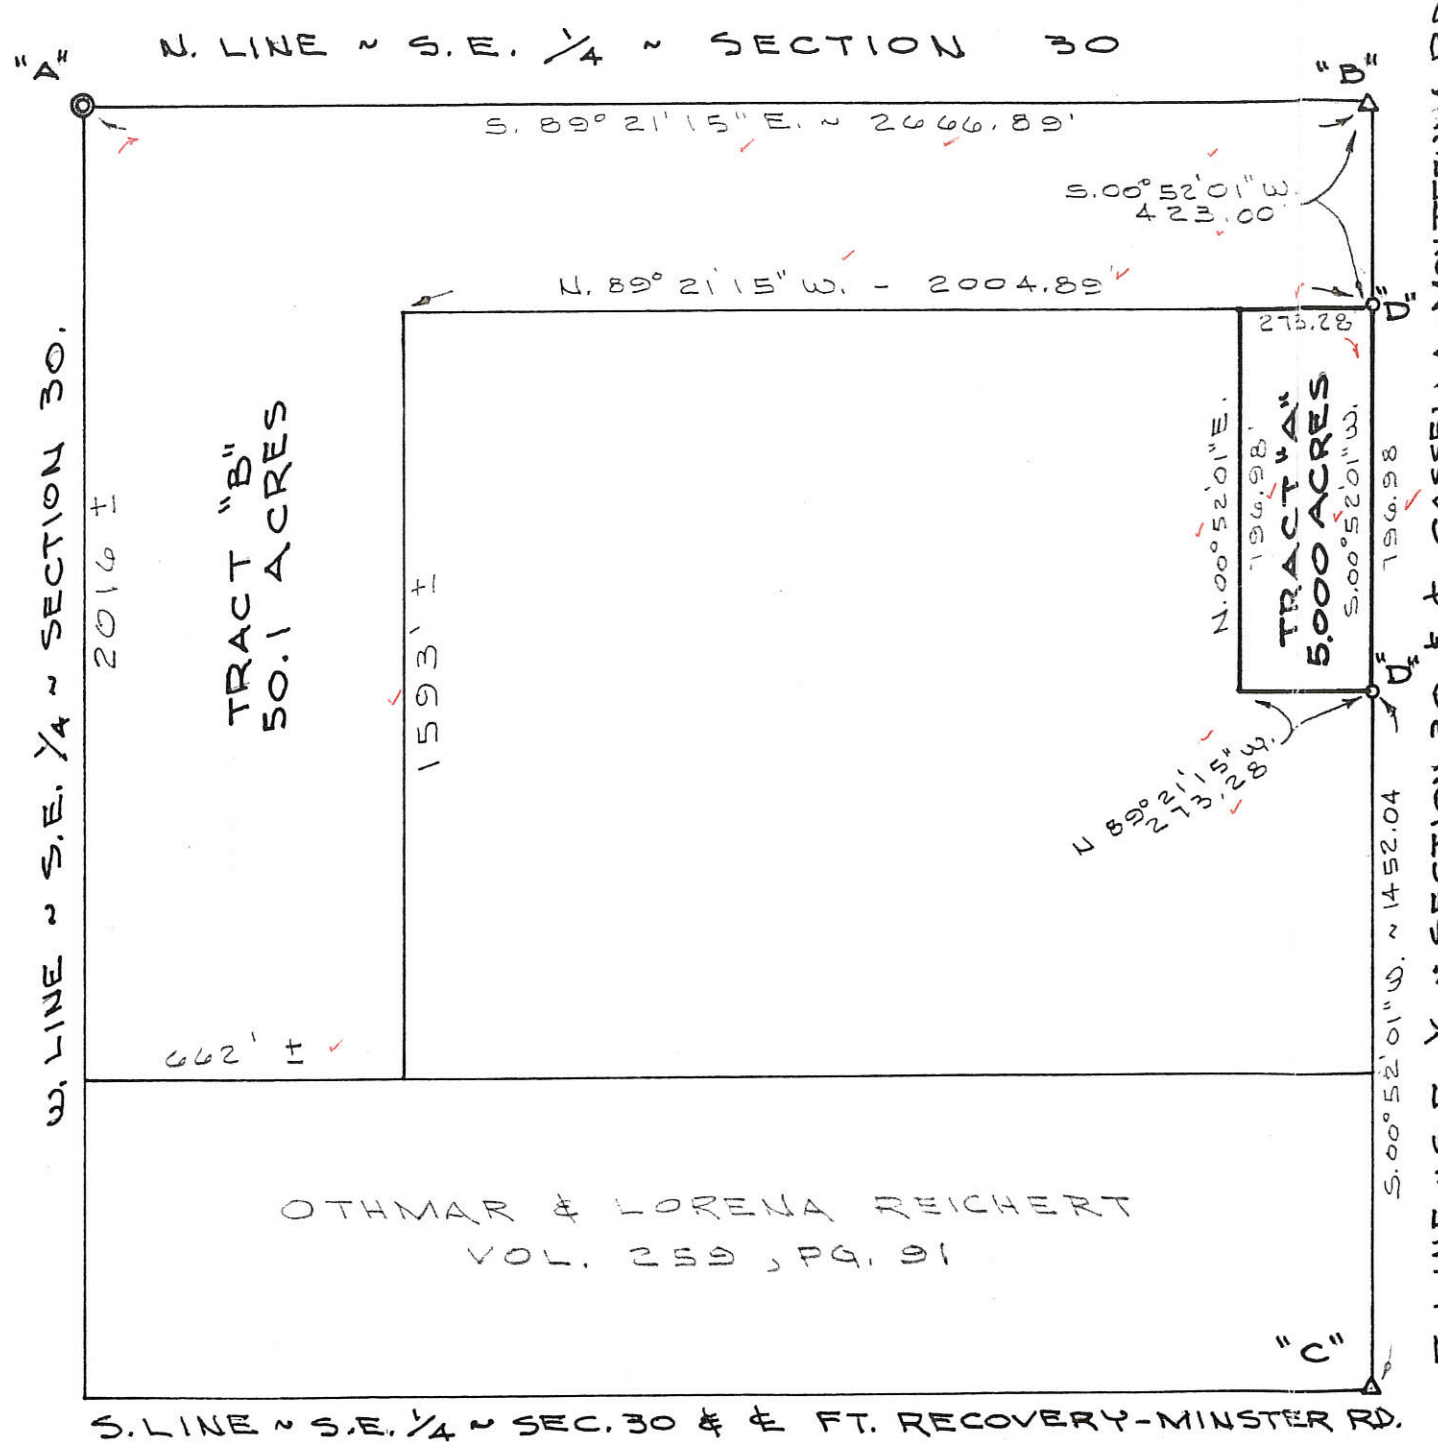 N. LINE ~ S.E. 1/4 ~ SECTION 30
"A"
"B"
S. 89° 21' 15" E. ~ 2666.89'
S. 00° 52' 01" W.
423.00'
N. 89° 21' 15" W. - 2004.89'
"D"
273.28'
W. LINE ~ S.E. 1/4 ~ SECTION 30.
2016 ±
TRACT "B"
50.1 ACRES
1593' ±
N. 00° 52' 01" E.
796.98'
TRACT "A"
5.000 ACRES
S. 00° 52' 01" W.
796.98
"D"
N 89° 21' 15" W.
273.28'
S. 00° 52' 01" W. ~ 1452.04
662' ±
OTHMAR & LORENA REICHERT
VOL. 259, PG. 91
"C"
S. LINE ~ S.E. 1/4 ~ SEC. 30 & ℄ FT. RECOVERY-MINSTER RD.